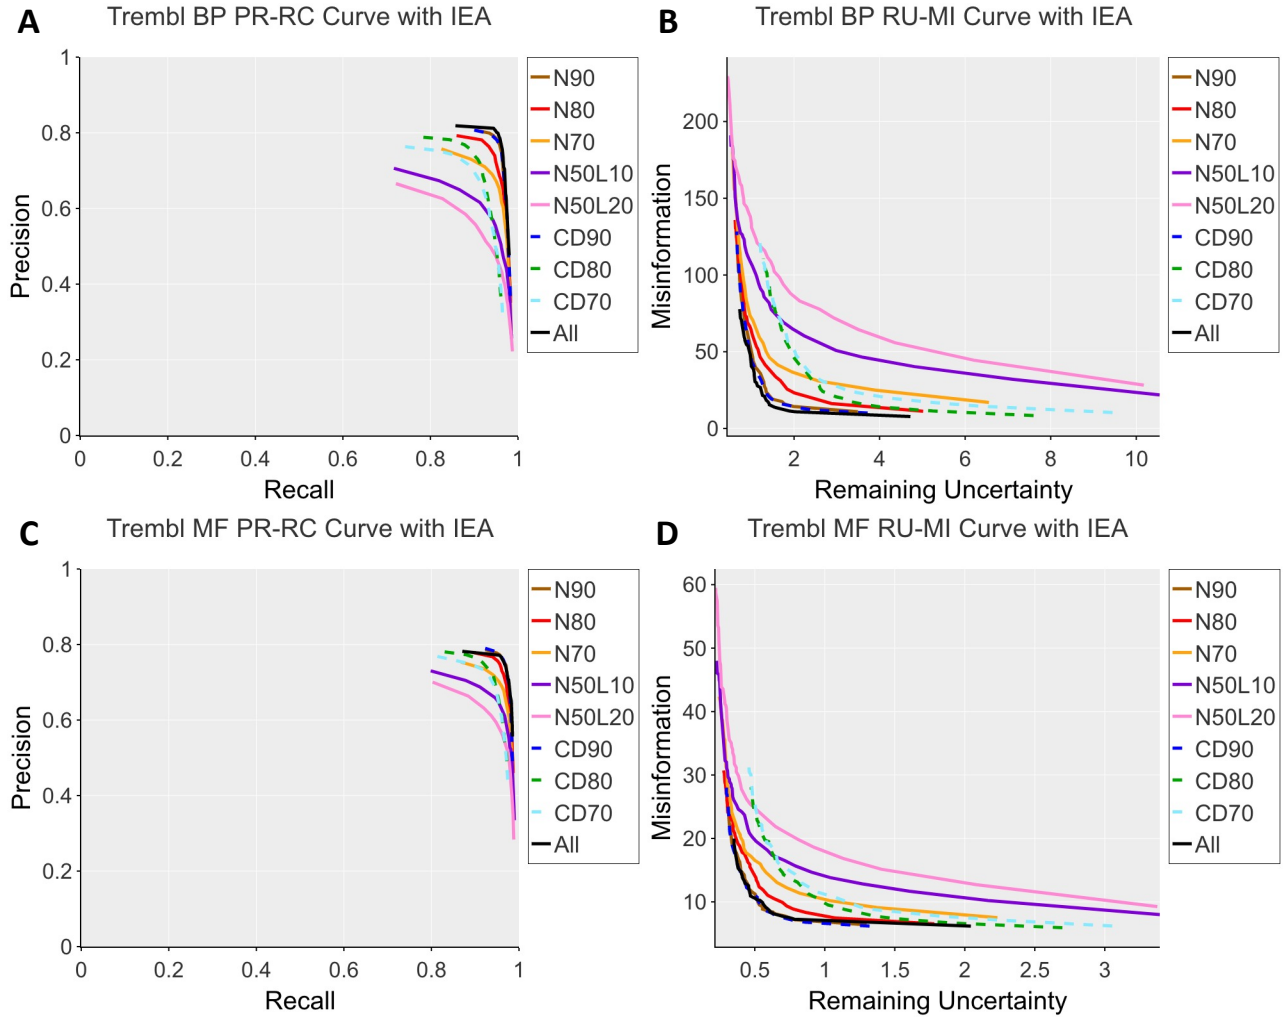 A
Trembl BP PR-RC Curve with IEA
1
0.8
0.6
0.4
0.2
0
0
0.2
0.4
0.6
0.8
1
Precision
Recall
N90
N80
N70
N50L10
N50L20
CD90
CD80
CD70
All
B
Trembl BP RU-MI Curve with IEA
200
150
100
50
0
2
4
6
8
10
Misinformation
Remaining Uncertainty
N90
N80
N70
N50L10
N50L20
CD90
CD80
CD70
All
C
Trembl MF PR-RC Curve with IEA
1
0.8
0.6
0.4
0.2
0
0
0.2
0.4
0.6
0.8
1
Precision
Recall
N90
N80
N70
N50L10
N50L20
CD90
CD80
CD70
All
D
Trembl MF RU-MI Curve with IEA
60
50
40
30
20
10
0.5
1
1.5
2
2.5
3
Misinformation
Remaining Uncertainty
N90
N80
N70
N50L10
N50L20
CD90
CD80
CD70
All